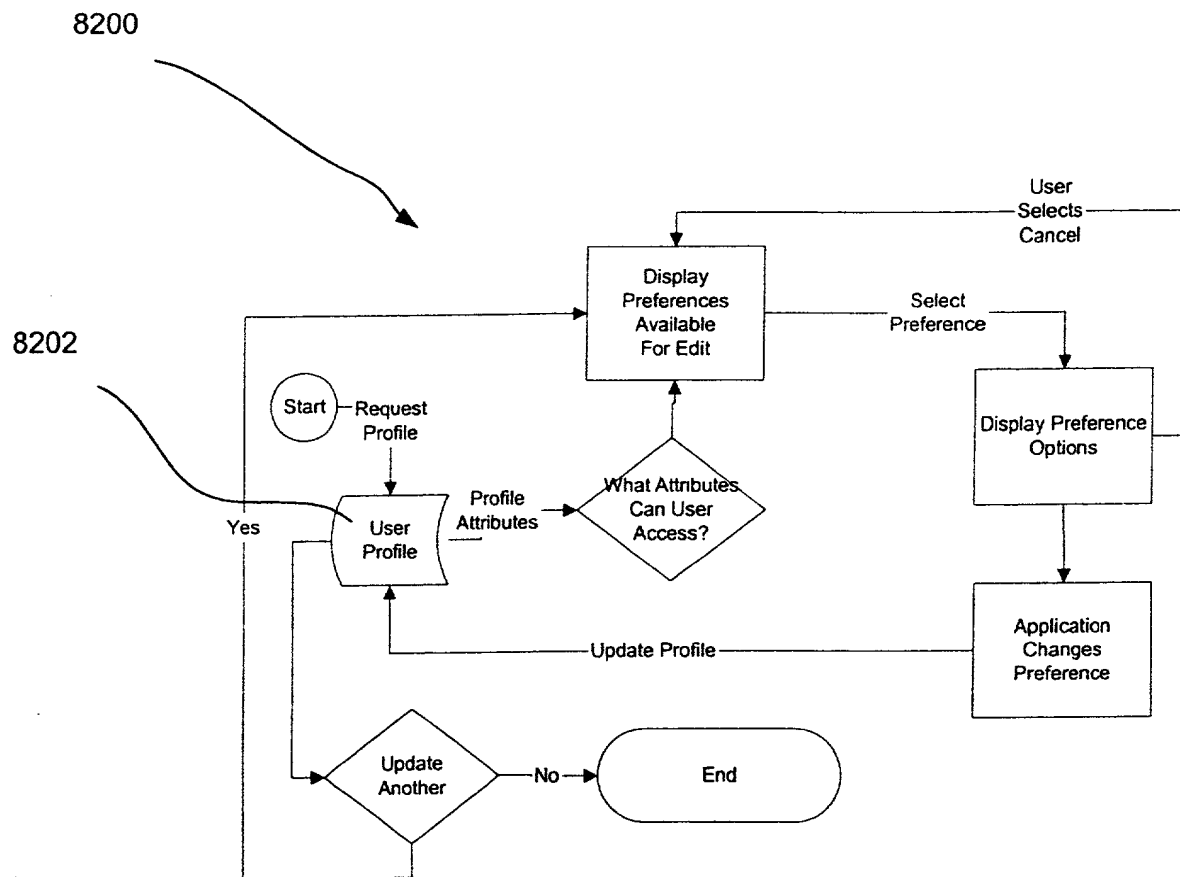 8200
User
Selects
Cancel
Display
Preferences
Available
For Edit
Select
Preference
8202
Start
Request
Profile
Display Preference
Options
What Attributes
Can User
Access?
Profile
Attributes
User
Profile
Yes
Application
Changes
Preference
Update Profile
Update
Another
No
End